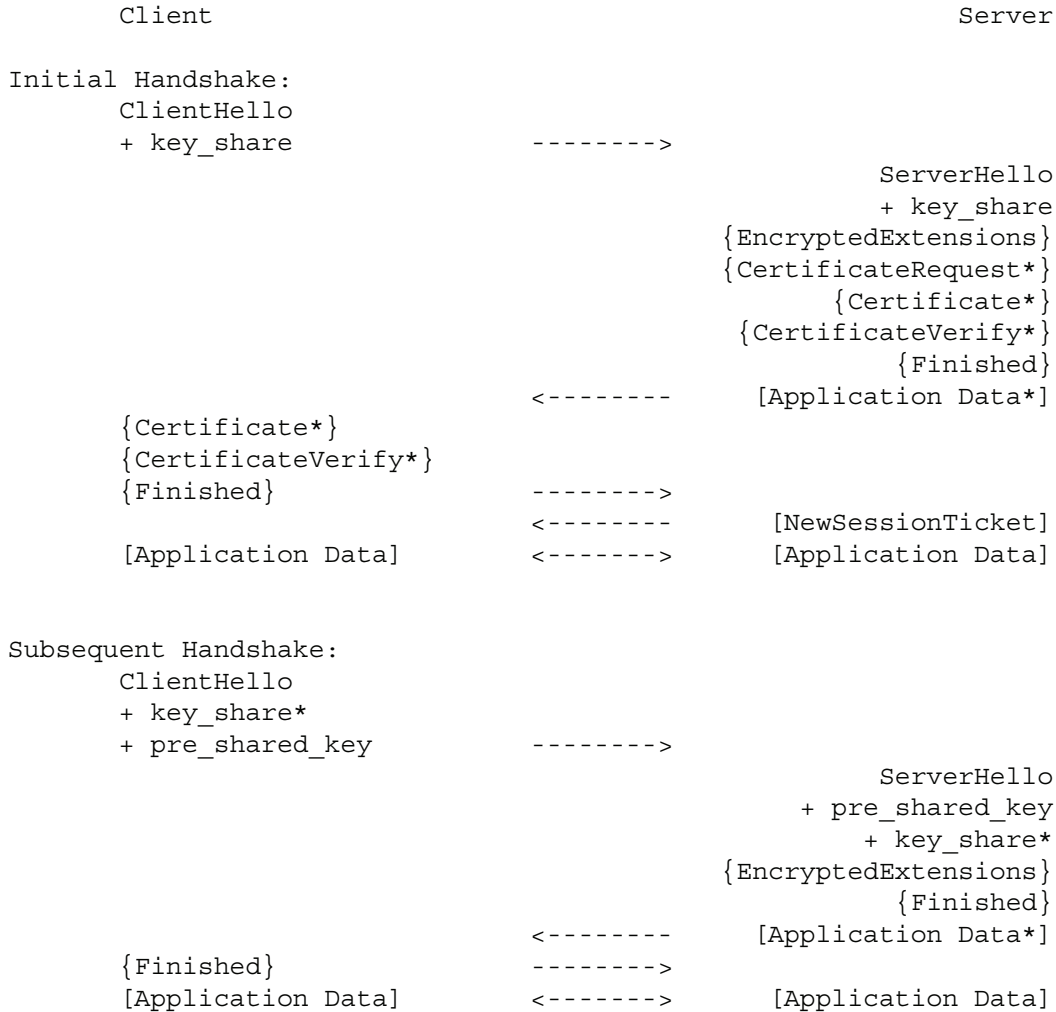 Client Server
Initial Handshake:
ClientHello
+ key_share -------->
ServerHello
+ key_share
{EncryptedExtensions}
{CertificateRequest*}
{Certificate*}
{CertificateVerify*}
{Finished}
<-------- [Application Data*]
{Certificate*}
{CertificateVerify*}
{Finished} -------->
<-------- [NewSessionTicket]
[Application Data] <-------> [Application Data]
Subsequent Handshake:
ClientHello
+ key_share*
+ pre_shared_key -------->
ServerHello
+ pre_shared_key
+ key_share*
{EncryptedExtensions}
{Finished}
<-------- [Application Data*]
{Finished} -------->
[Application Data] <-------> [Application Data]